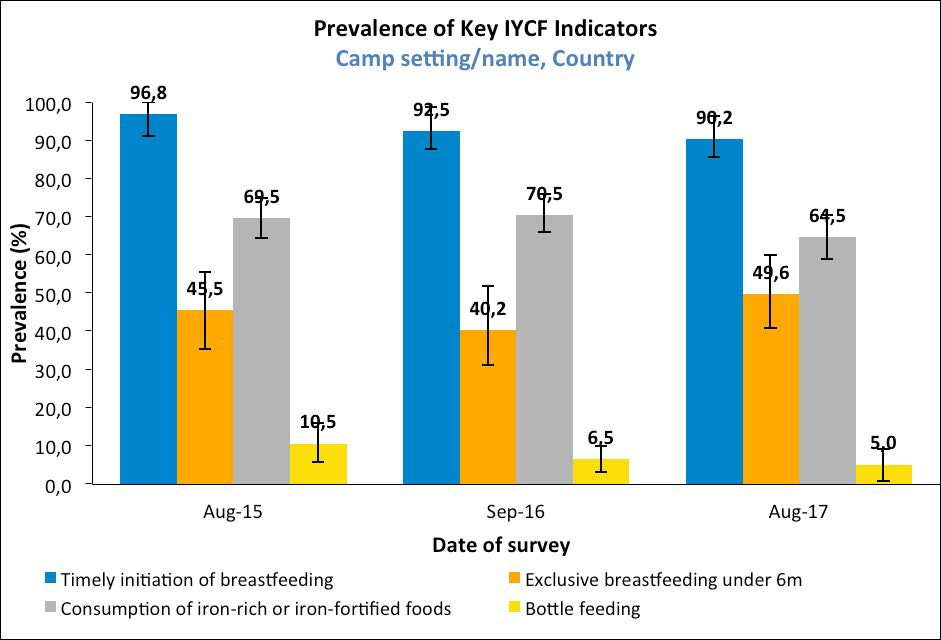 Prevalence of Key IYCF Indicators
Camp setting/name, Country
Prevalence (%)
100,0
90,0
80,0
70,0
60,0
50,0
40,0
30,0
20,0
10,0
0,0
96,8
45,5
69,5
10,5
92,5
40,2
70,5
6,5
90,2
49,6
64,5
5,0
Aug-15
Sep-16
Aug-17
Date of survey
Timely initiation of breastfeeding
Exclusive breastfeeding under 6m
Consumption of iron-rich or iron-fortified foods
Bottle feeding